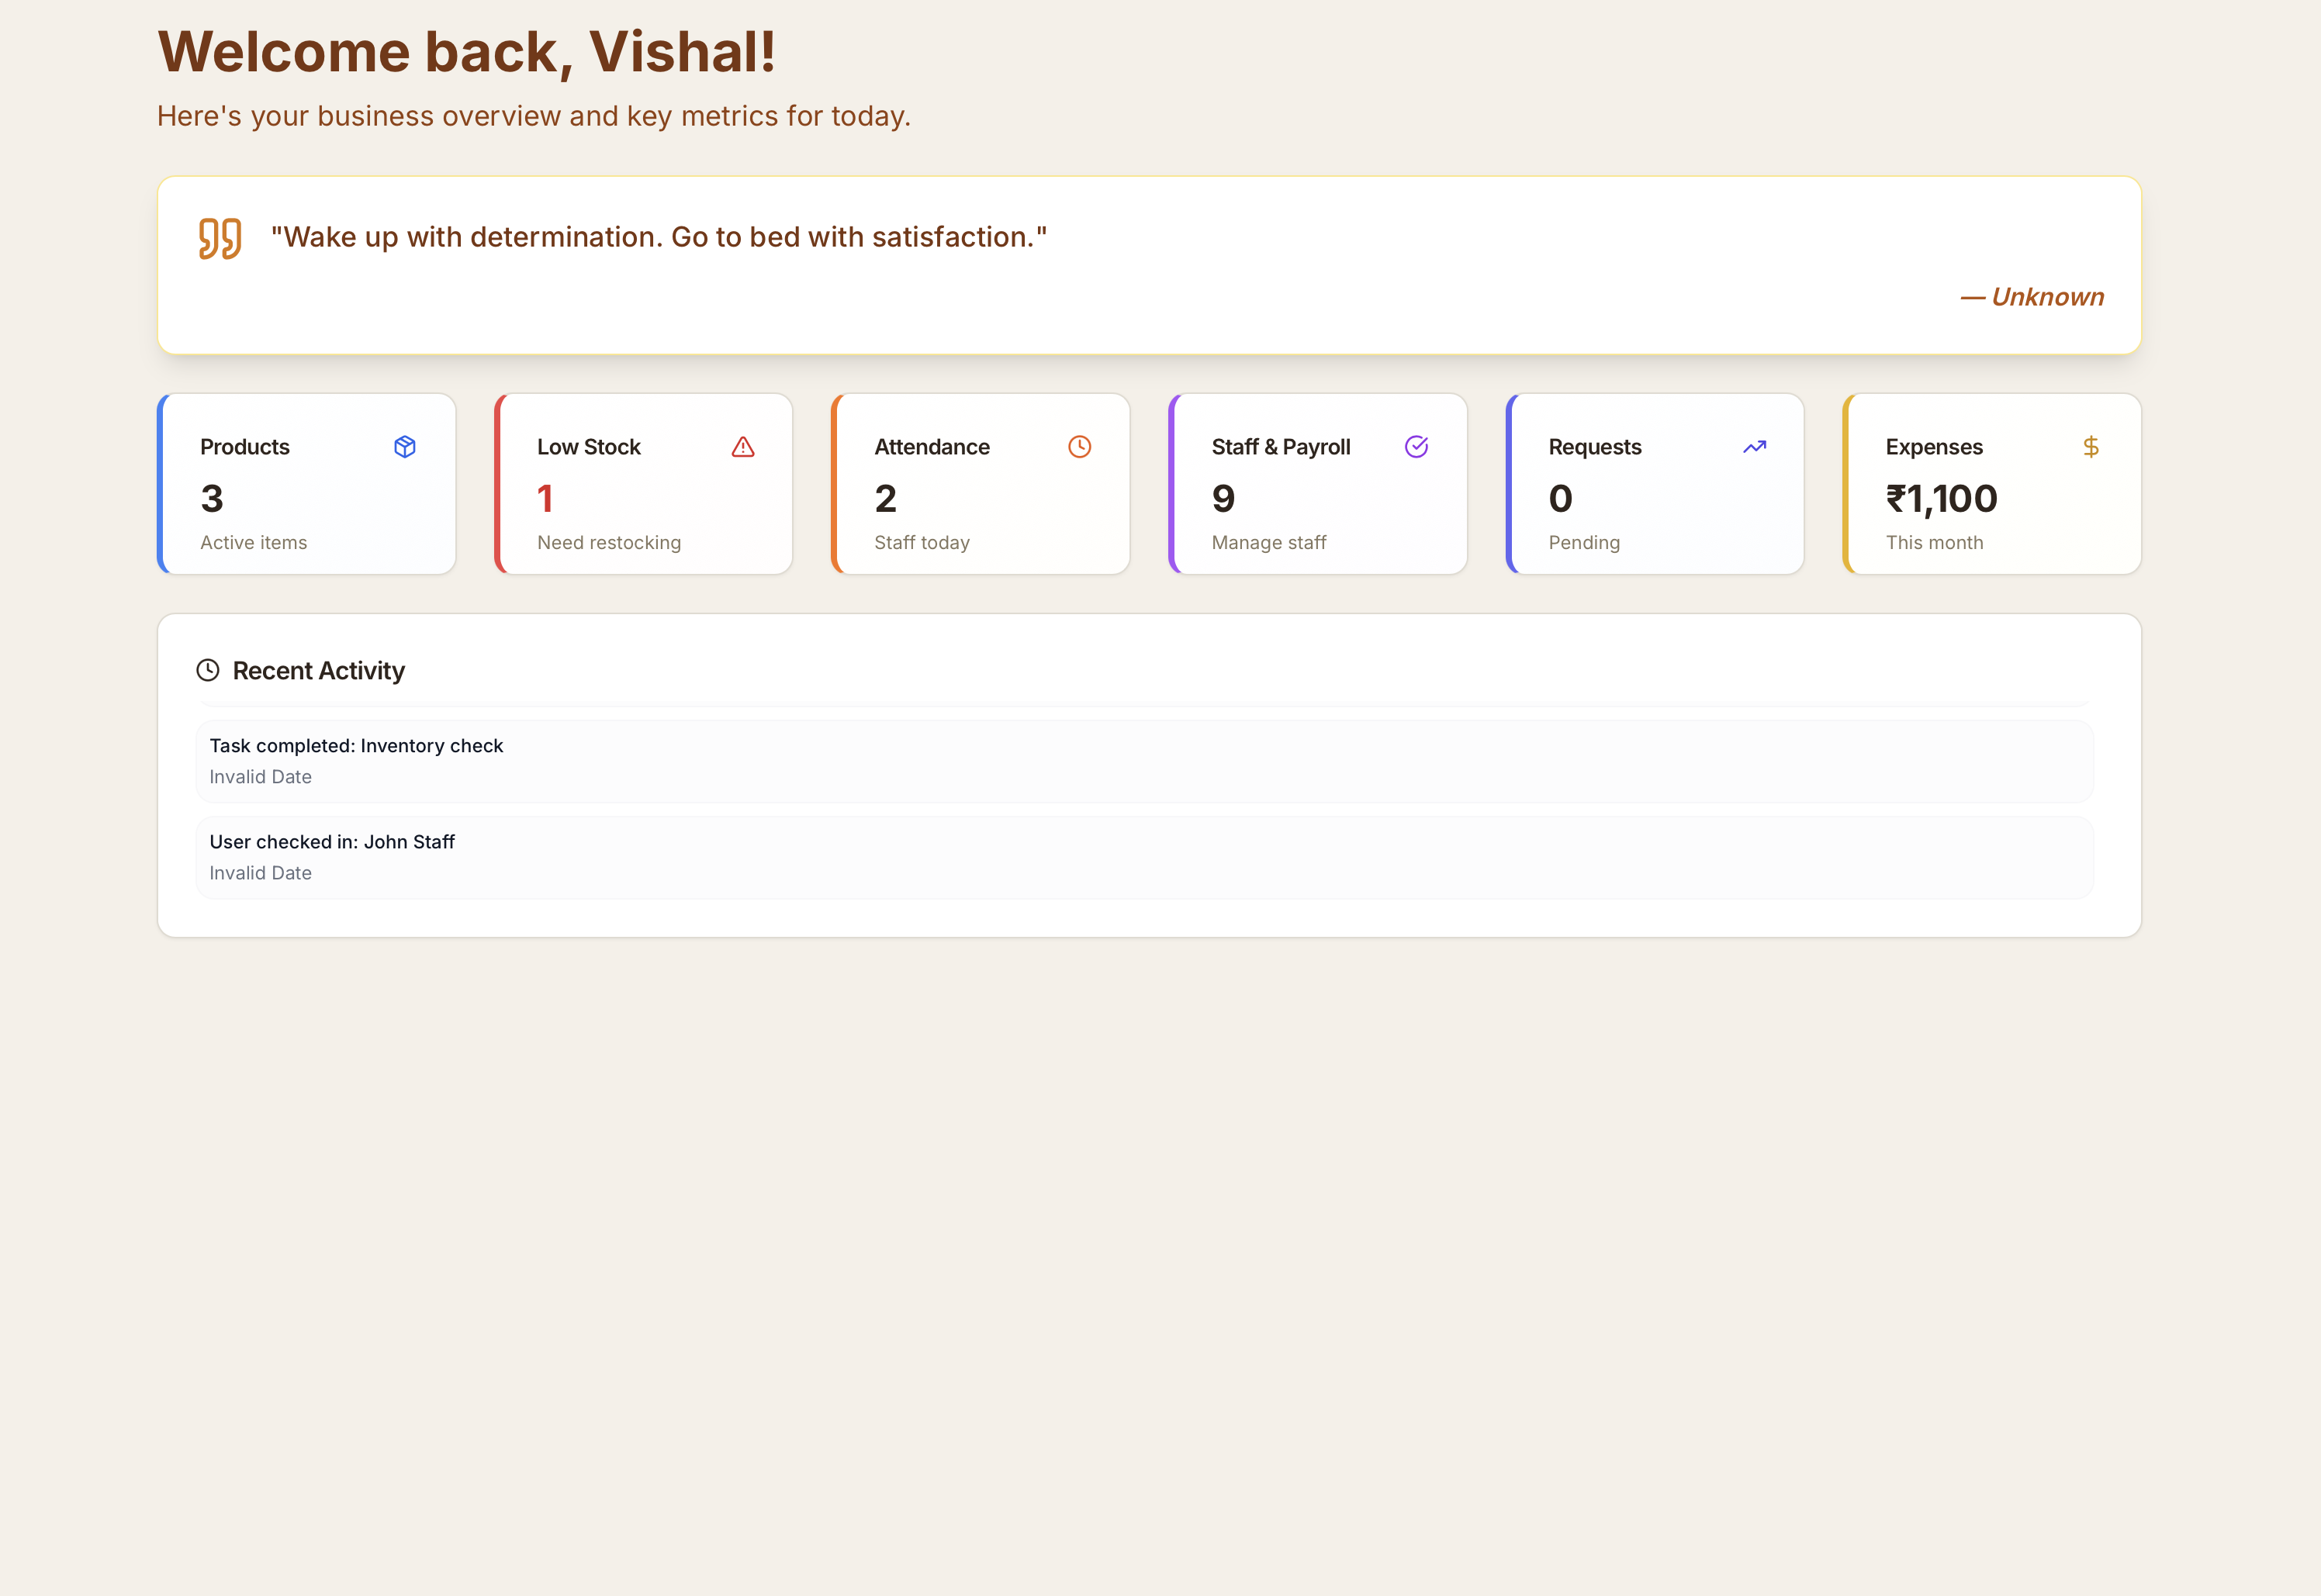 Welcome back, Vishal!
Here's your business overview and key metrics for today.
"Wake up with determination. Go to bed with satisfaction."
— Unknown
Products
3
Active items
Low Stock
1
Need restocking
Attendance
2
Staff today
Staff & Payroll
9
Manage staff
Requests
0
Pending
Expenses
₹1,100
This month
Recent Activity
Task completed: Inventory check
Invalid Date
User checked in: John Staff
Invalid Date